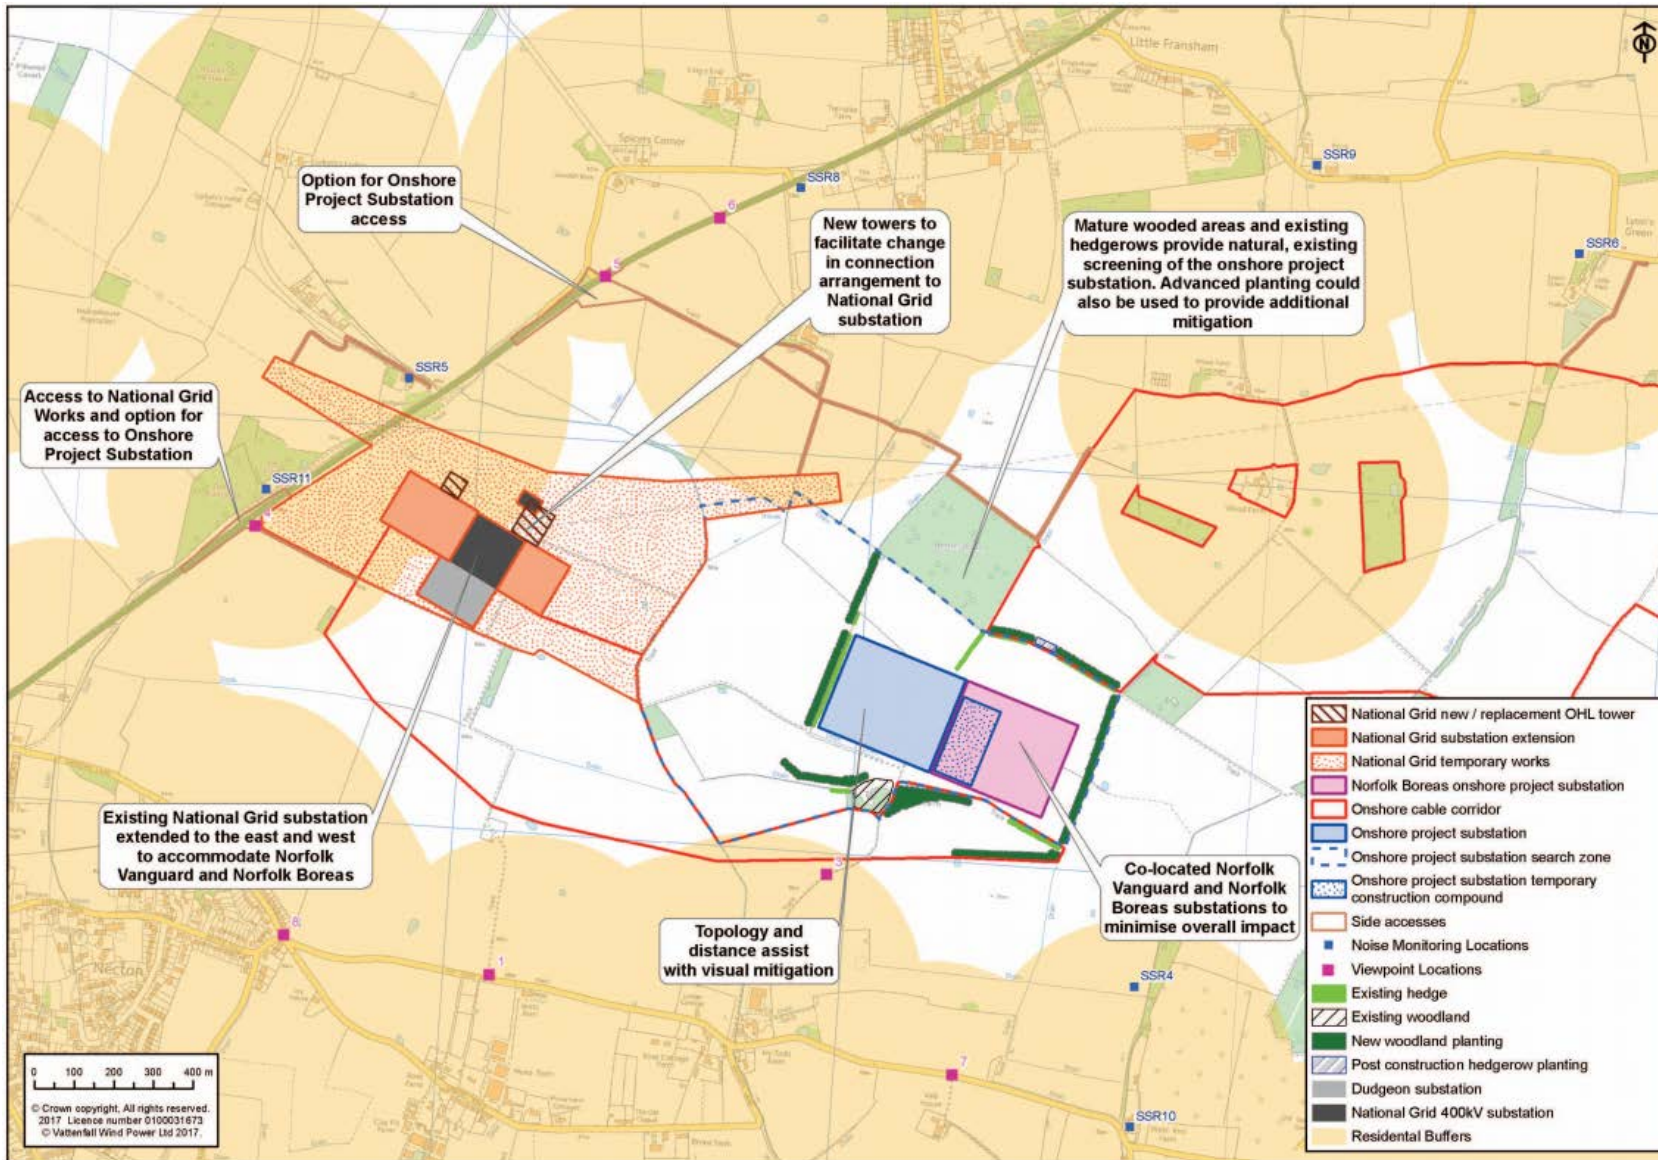 Little Fransham
N
SSR9
Spicer's Corner
SSR8
6
Option for Onshore
Project Substation
access
New towers to
facilitate change
in connection
arrangement to
National Grid
substation
Mature wooded areas and existing
hedgerows provide natural, existing
screening of the onshore project
substation. Advanced planting could
also be used to provide additional
mitigation
SSR6
5
SSR5
Access to National Grid
Works and option for
access to Onshore
Project Substation
SSR11
4
Existing National Grid substation
extended to the east and west
to accommodate Norfolk
Vanguard and Norfolk Boreas
Topology and
distance assist
with visual mitigation
Co-located Norfolk
Vanguard and Norfolk
Boreas substations to
minimise overall impact
3
8
Necton
1
SSR4
7
SSR10
National Grid new / replacement OHL tower
National Grid substation extension
National Grid temporary works
Norfolk Boreas onshore project substation
Onshore cable corridor
Onshore project substation
Onshore project substation search zone
Onshore project substation temporary
construction compound
Side accesses
Noise Monitoring Locations
Viewpoint Locations
Existing hedge
Existing woodland
New woodland planting
Post construction hedgerow planting
Dudgeon substation
National Grid 400kV substation
Residental Buffers
0 100 200 300 400 m
© Crown copyright, All rights reserved.
2017 Licence number 0100031673
© Vattenfall Wind Power Ltd 2017.